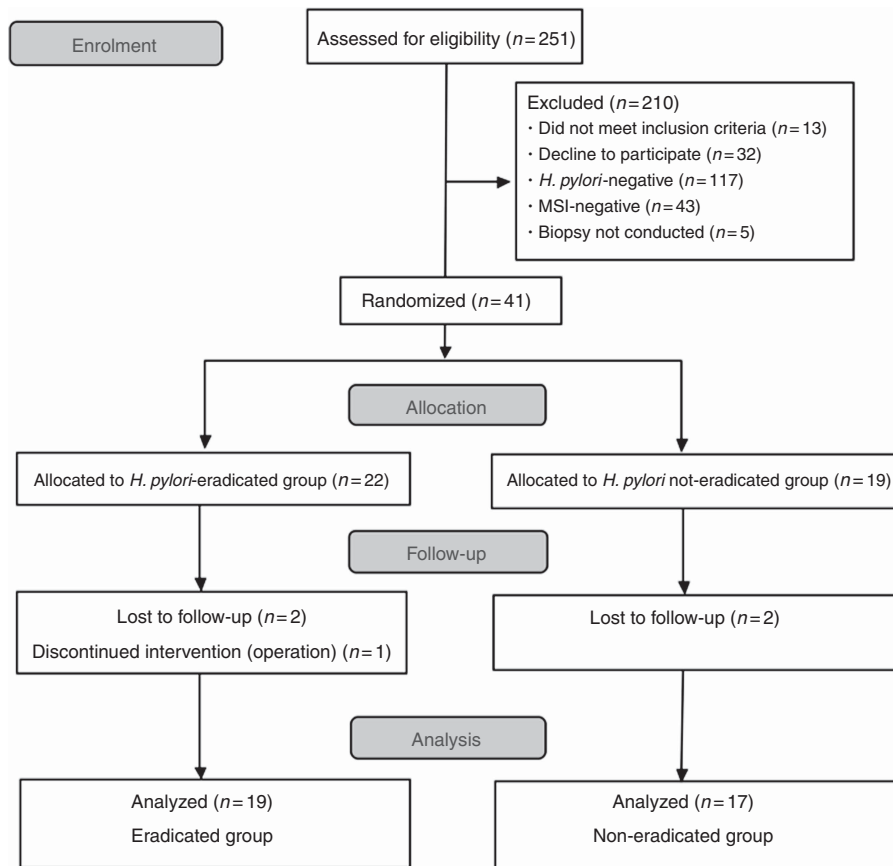 Enrolment
Assessed for eligibility (n=251)
Excluded (n=210)
· Did not meet inclusion criteria (n=13)
· Decline to participate (n=32)
· H. pylori-negative (n=117)
· MSI-negative (n=43)
· Biopsy not conducted (n=5)
Randomized (n=41)
Allocation
Allocated to H. pylori-eradicated group (n=22)
Allocated to H. pylori not-eradicated group (n=19)
Follow-up
Lost to follow-up (n=2)
Discontinued intervention (operation) (n=1)
Lost to follow-up (n=2)
Analysis
Analyzed (n=19)
Eradicated group
Analyzed (n=17)
Non-eradicated group